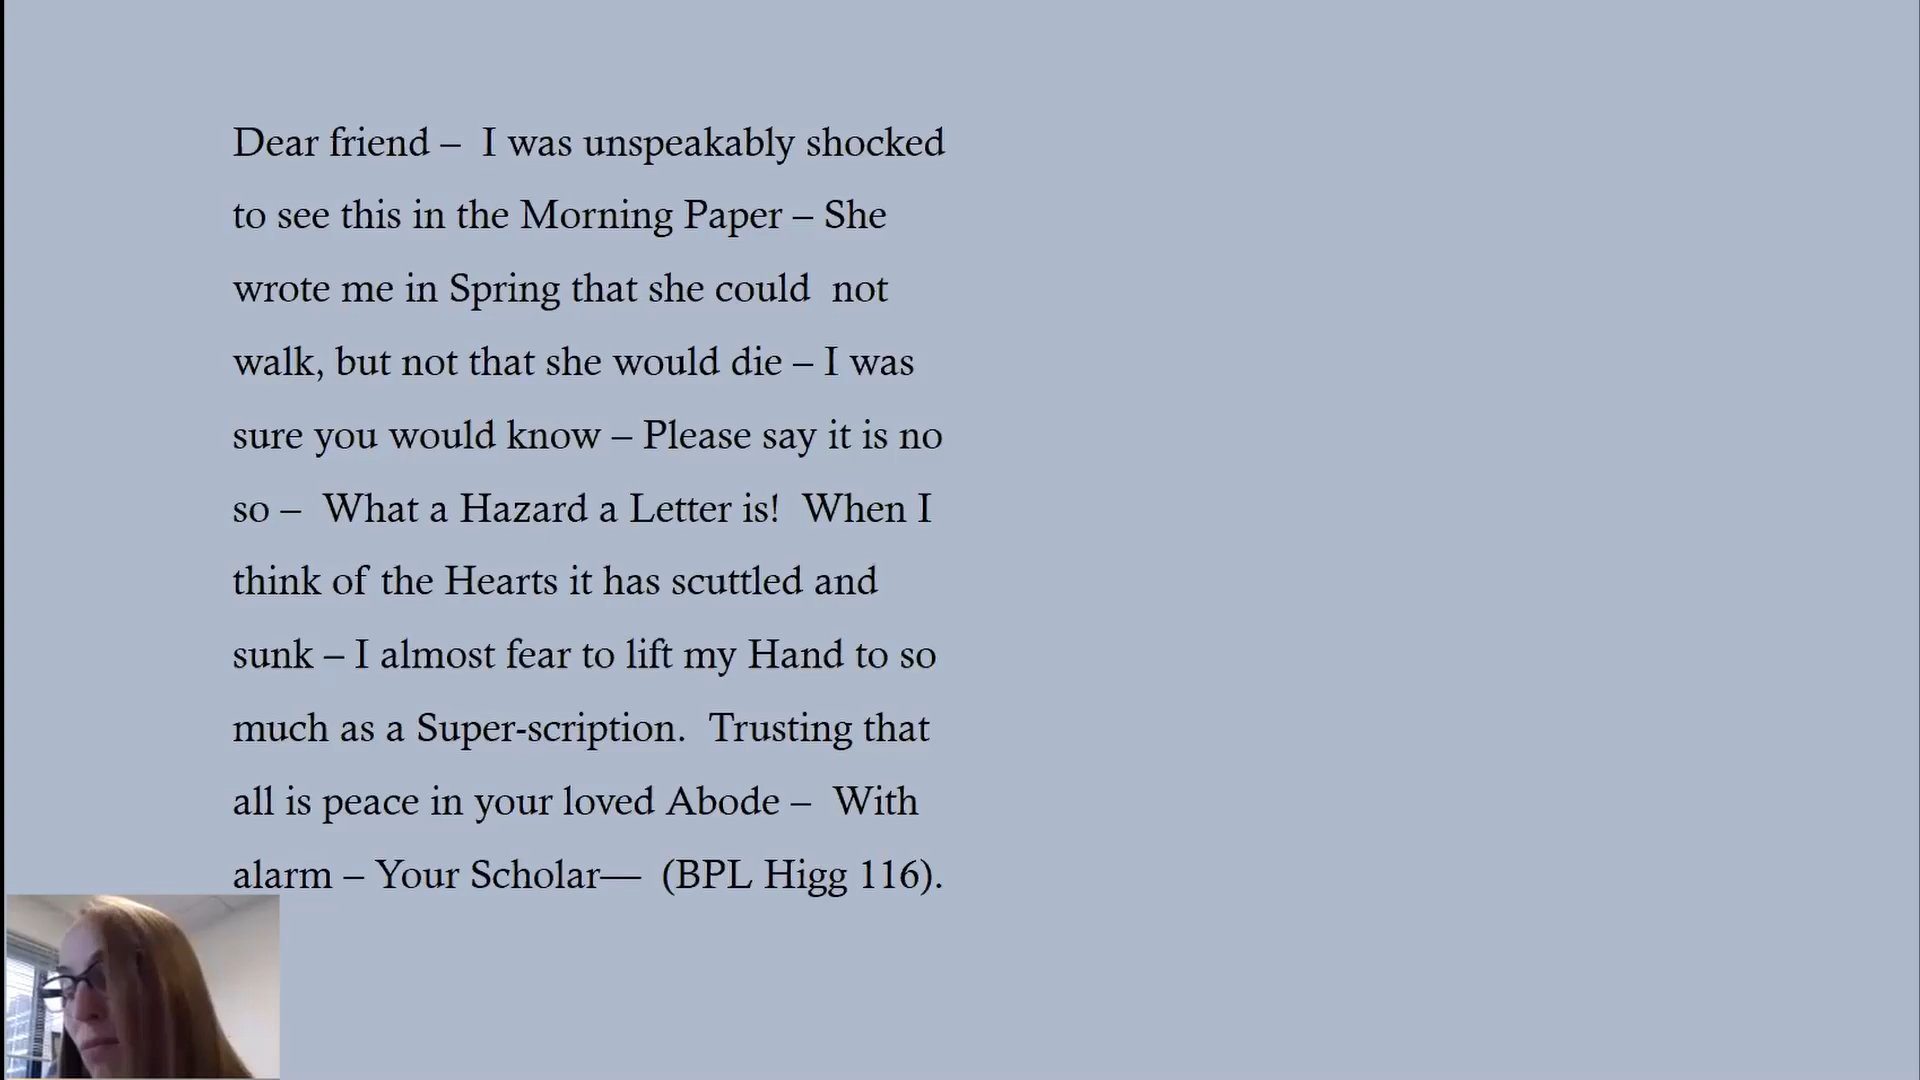 Dear friend –  I was unspeakably shocked
to see this in the Morning Paper – She
wrote me in Spring that she could  not
walk, but not that she would die – I was
sure you would know – Please say it is no
so –  What a Hazard a Letter is!  When I
think of the Hearts it has scuttled and
sunk – I almost fear to lift my Hand to so
much as a Super-scription.  Trusting that
all is peace in your loved Abode –  With
alarm – Your Scholar—  (BPL Higg 116).